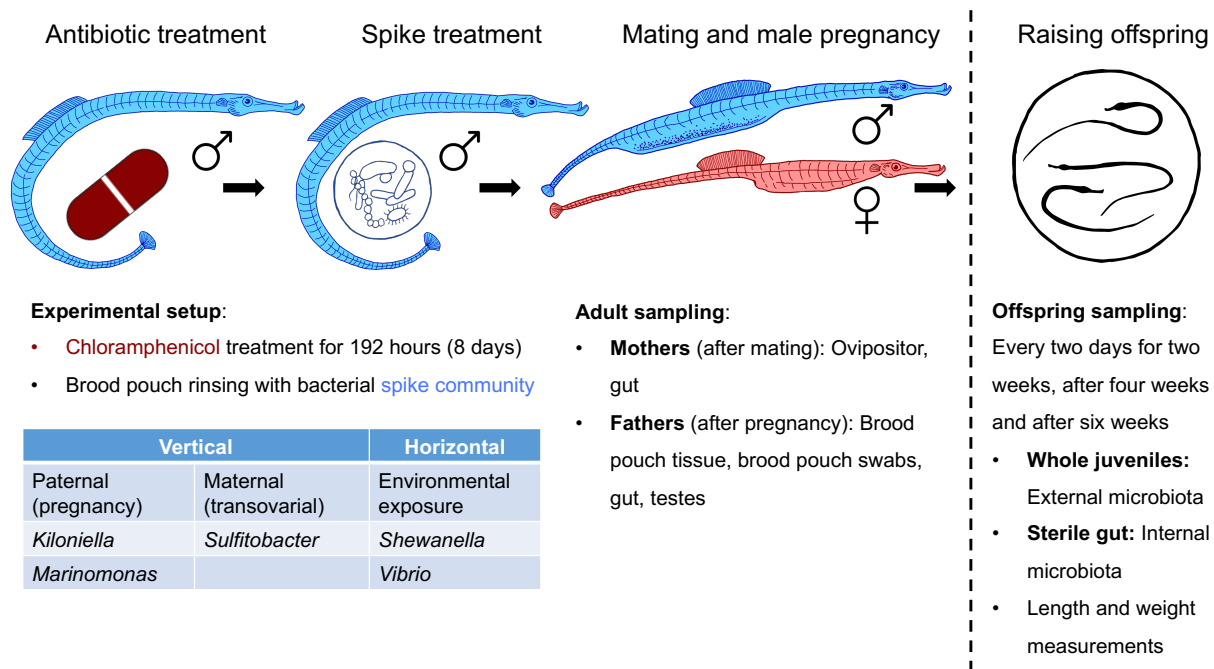 Antibiotic treatment
Spike treatment
Mating and male pregnancy
Raising offspring
♂
♂
♂
♀
Experimental setup:
• Chloramphenicol treatment for 192 hours (8 days)
• Brood pouch rinsing with bacterial spike community
Vertical Horizontal
Paternal Maternal Environmental
(pregnancy) (transovarial) exposure
Kiloniella Sulfitobacter Shewanella
Marinomonas Vibrio
Adult sampling:
• Mothers (after mating): Ovipositor,
gut
• Fathers (after pregnancy): Brood
pouch tissue, brood pouch swabs,
gut, testes
Offspring sampling:
Every two days for two
weeks, after four weeks
and after six weeks
• Whole juveniles:
External microbiota
• Sterile gut: Internal
microbiota
• Length and weight
measurements